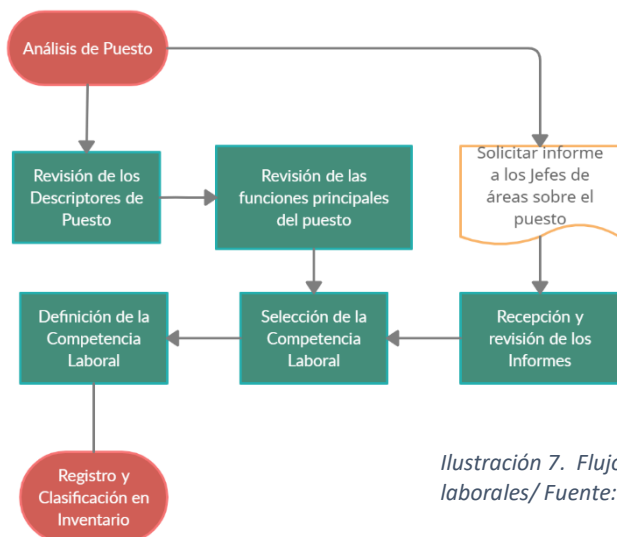 Análisis de Puesto
Solicitar informe
a los Jefes de
áreas sobre el
puesto
Revisión de los
Descriptores de
Puesto
Revisión de las
funciones principales
del puesto
Definición de la
Competencia
Laboral
Selección de la
Competencia
Laboral
Recepción y
revisión de los
Informes
Registro y
Clasificación en
Inventario
Ilustración 7. Flujo
laborales/ Fuente: